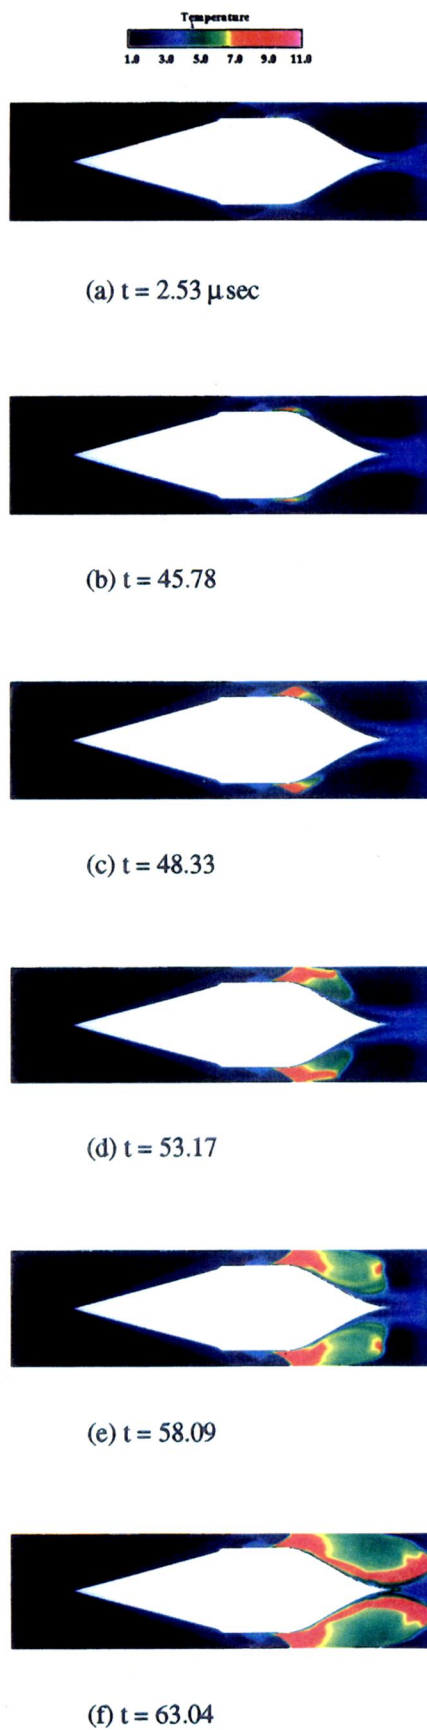 Temperature
1.0 3.0 5.0 7.0 9.0 11.0
(a) t = 2.53 μsec
(b) t = 45.78
(c) t = 48.33
(d) t = 53.17
(e) t = 58.09
(f) t = 63.04